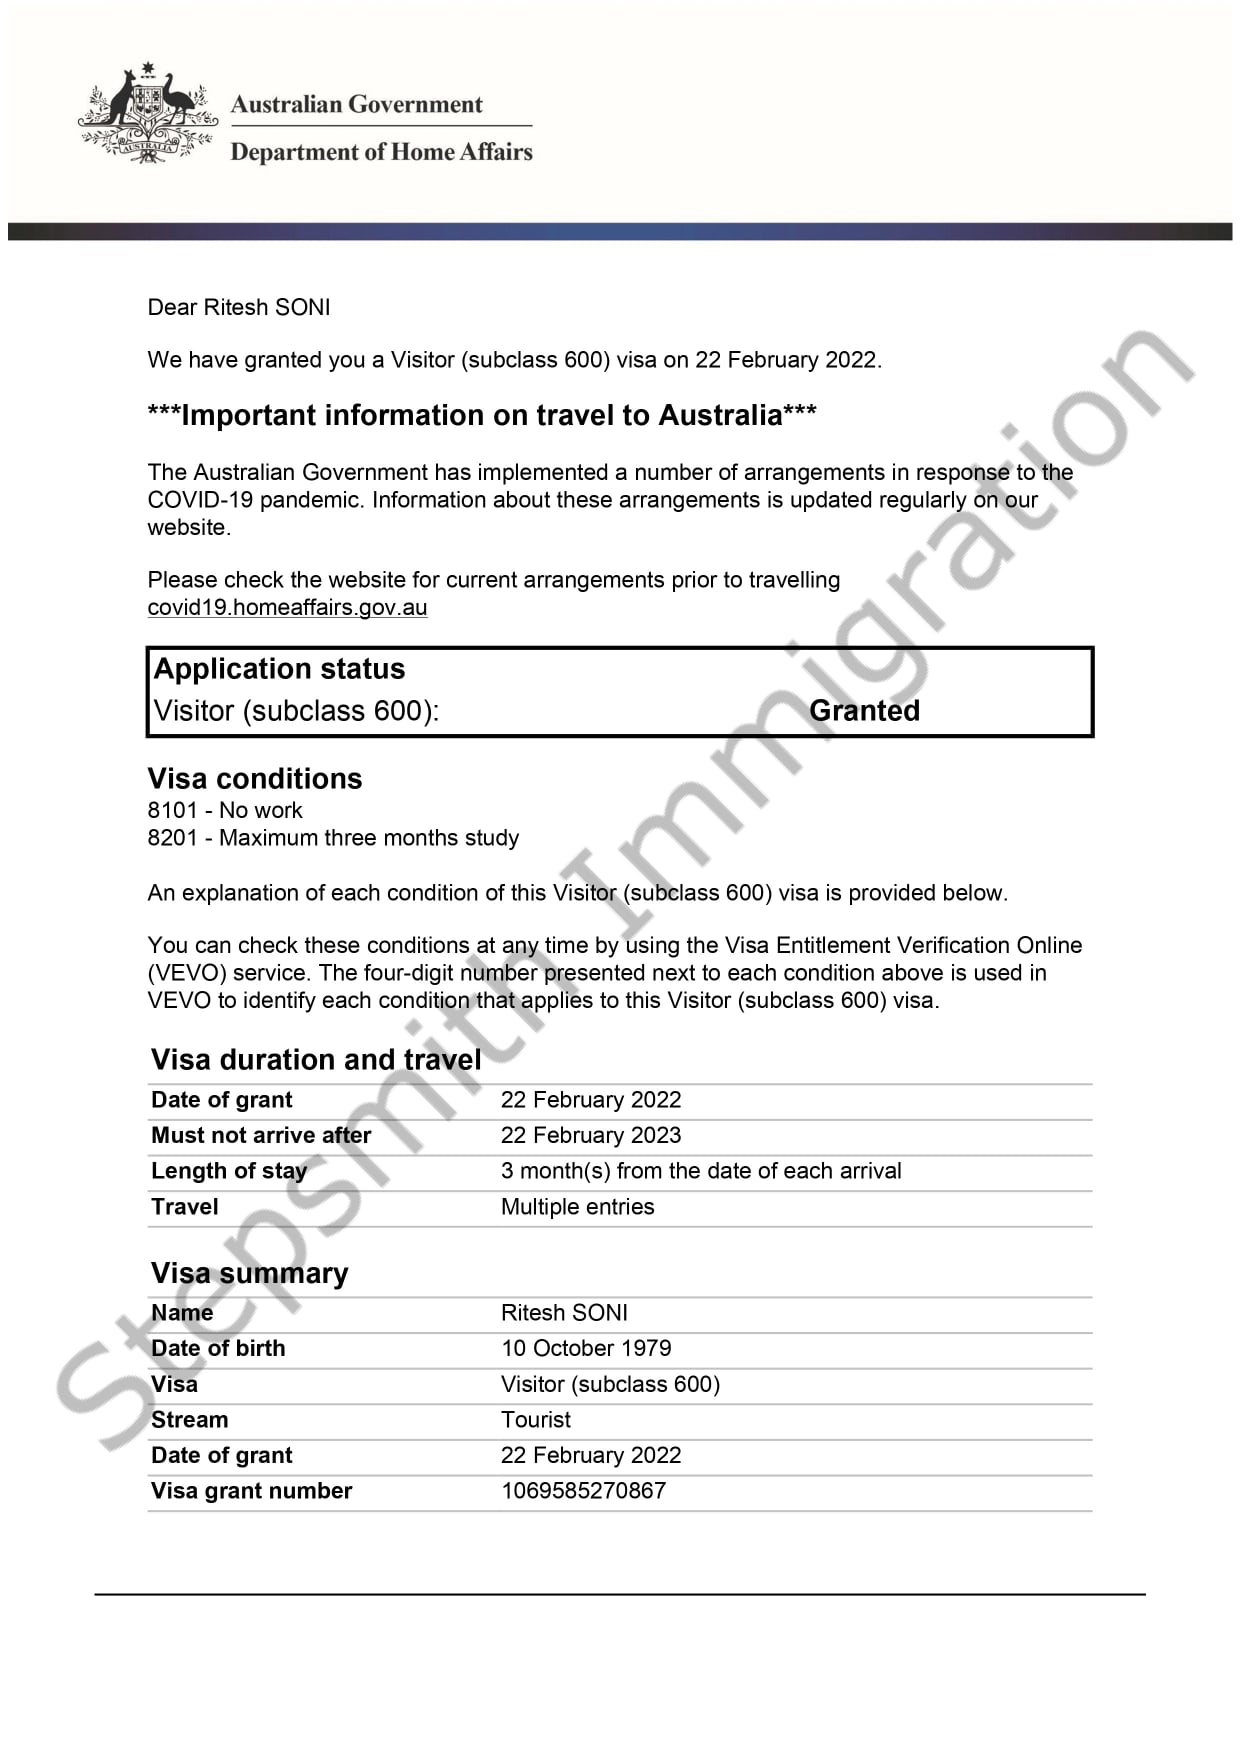 AUSTRALIA
Australian Government
Department of Home Affairs
Dear Ritesh SONI
We have granted you a Visitor (subclass 600) visa on 22 February 2022.
***Important information on travel to Australia***
The Australian Government has implemented a number of arrangements in response to the
COVID-19 pandemic. Information about these arrangements is updated regularly on our
website.
Please check the website for current arrangements prior to travelling
covid19.homeaffairs.gov.au
Application status
Visitor (subclass 600): Granted
Visa conditions
8101 - No work
8201 - Maximum three months study
An explanation of each condition of this Visitor (subclass 600) visa is provided below.
You can check these conditions at any time by using the Visa Entitlement Verification Online
(VEVO) service. The four-digit number presented next to each condition above is used in
VEVO to identify each condition that applies to this Visitor (subclass 600) visa.
Visa duration and travel
Date of grant 22 February 2022
Must not arrive after 22 February 2023
Length of stay 3 month(s) from the date of each arrival
Travel Multiple entries
Visa summary
Name Ritesh SONI
Date of birth 10 October 1979
Visa Visitor (subclass 600)
Stream Tourist
Date of grant 22 February 2022
Visa grant number 1069585270867
Stepsmith Immigration